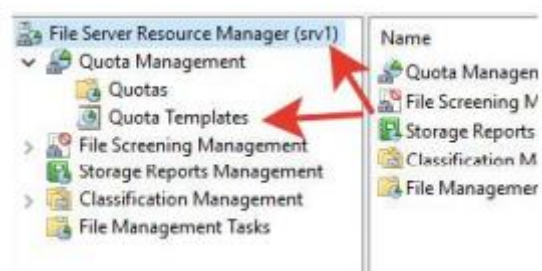 File Server Resource Manager (srv1)
Quota Management
Quotas
Quota Templates
File Screening Management
Storage Reports Management
Classification Management
File Management Tasks
Name
Quota Managen
File Screening M
Storage Reports
Classification M
File Managemer